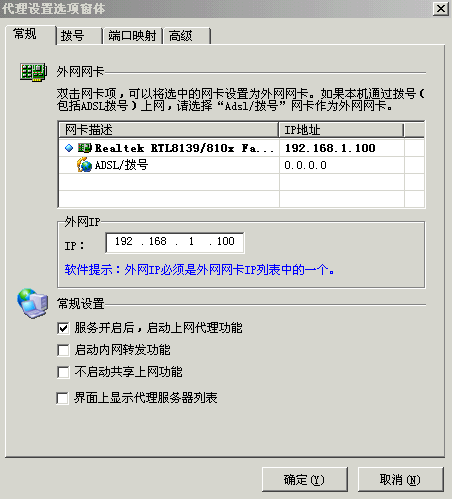 代理设置选项窗体
常规 拨号 端口映射 高级
外网网卡
双击网卡项，可以将选中的网卡设置为外网网卡。如果本机通过拨号(
包括ADSL拨号)上网，请选择“Adsl/拨号”网卡作为外网网卡。
网卡描述 IP地址
Realtek RTL8139/810x Fa... 192.168.1.100
ADSL/拨号 0.0.0.0
外网IP
IP： 192 .168 . 1 .100
软件提示：外网IP必须是外网网卡IP列表中的一个。
常规设置
服务开启后，启动上网代理功能
启动内网转发功能
不启动共享上网功能
界面上显示代理服务器列表
确定(Y) 取消(N)